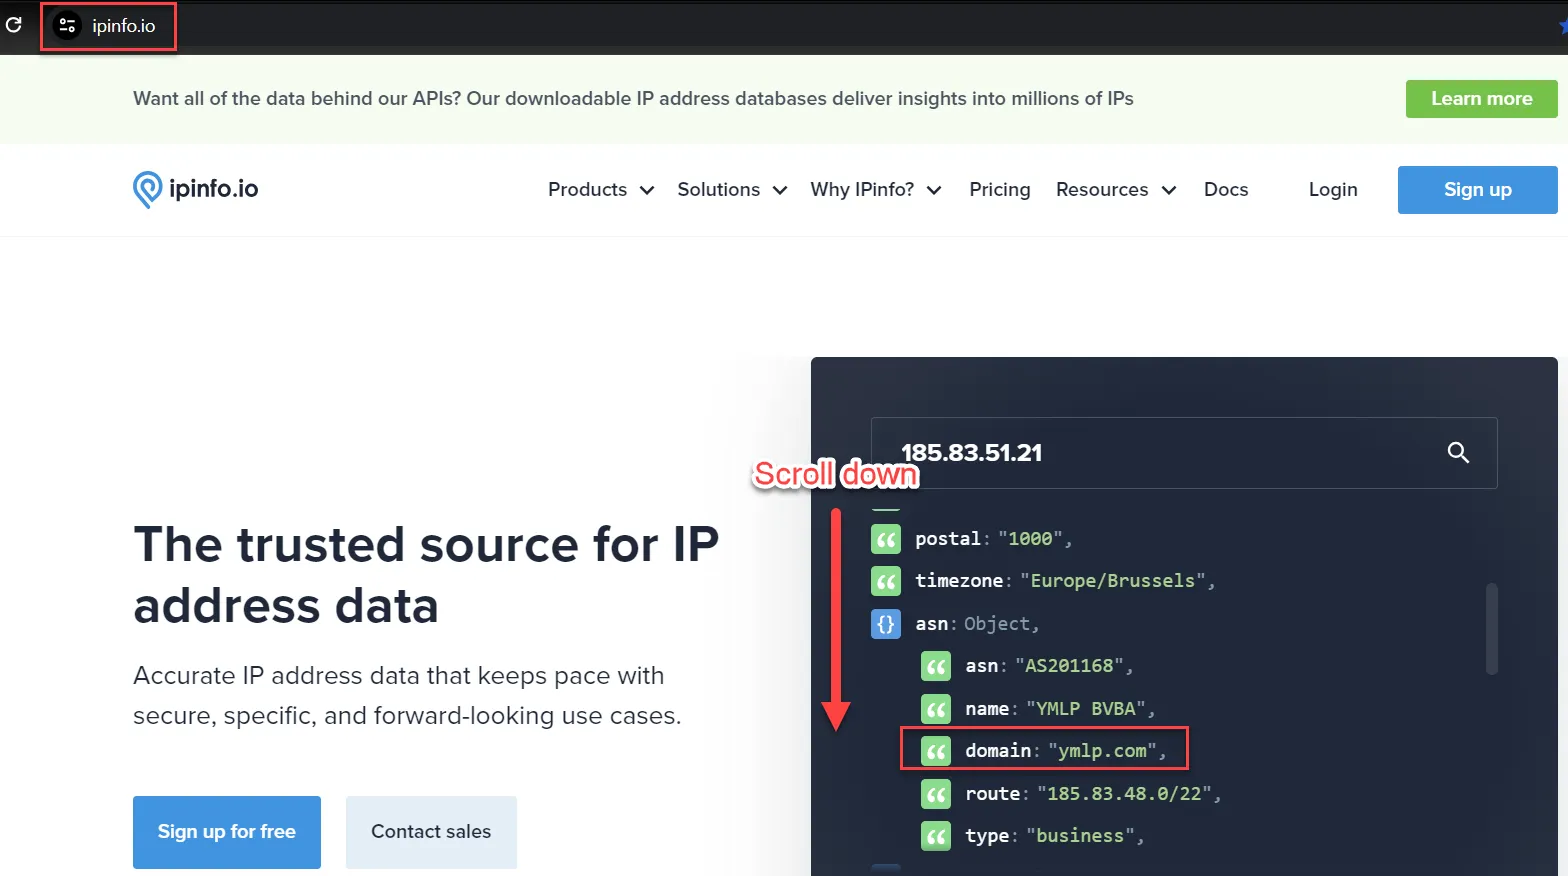 ipinfo.io
Want all of the data behind our APIs? Our downloadable IP address databases deliver insights into millions of IPs
Learn more
ipinfo.io
Products
Solutions
Why IPinfo?
Pricing
Resources
Docs
Login
Sign up
The trusted source for IP
address data
Accurate IP address data that keeps pace with
secure, specific, and forward-looking use cases.
Sign up for free
Contact sales
185.83.51.21
Scroll down
postal: "1000",
timezone: "Europe/Brussels",
{} asn: Object,
asn: "AS201168",
name: "YMLP BVBA",
domain: "ymlp.com",
route: "185.83.48.0/22",
type: "business",